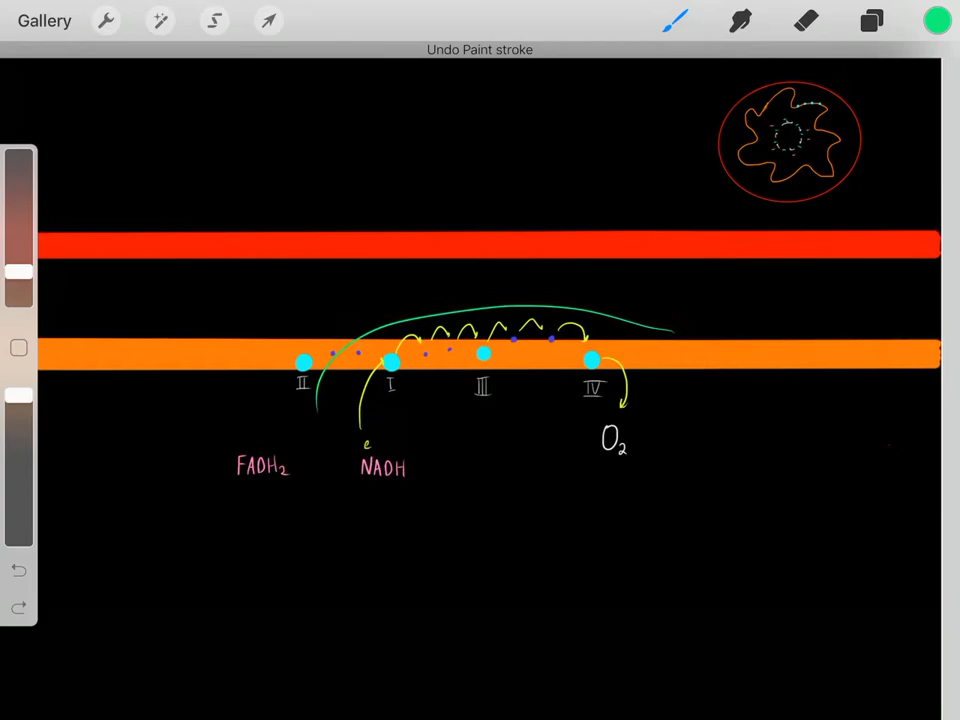 Gallery
Undo Paint stroke
II I III IV
e
O₂
FADH₂ NADH